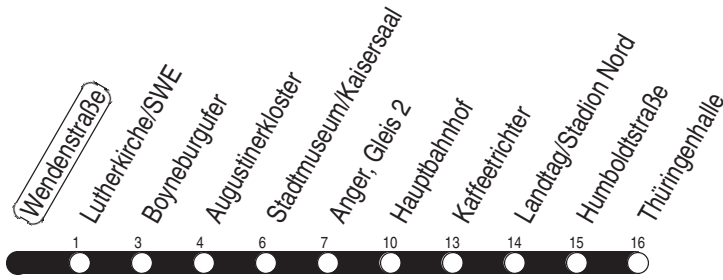 Wendenstraße
Lutherkirche/SWE
Boyneburgufer
Augustinerkloster
Stadtmuseum/Kaisersaal
Anger, Gleis 2
Hauptbahnhof
Kaffeetrichter
Landtag/Stadion Nord
Humboldtstraße
Thüringenhalle
1 3 4 6 7 10 13 14 15 16